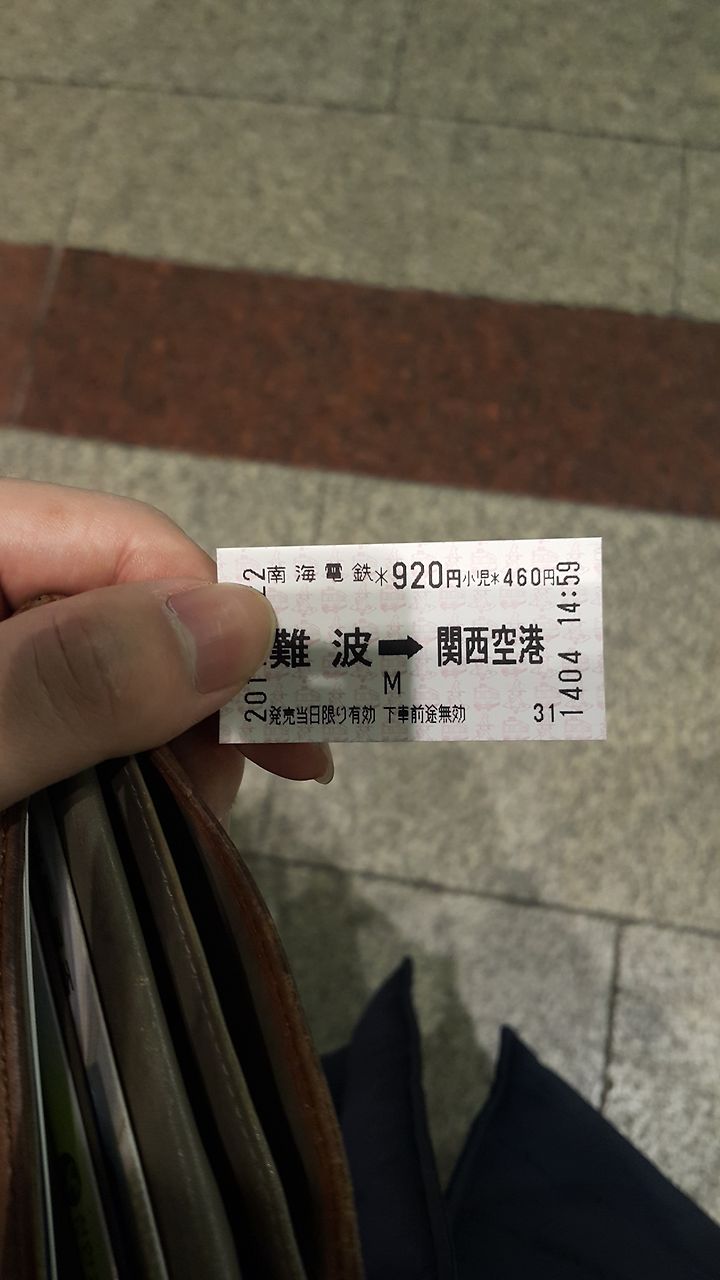 南海電鉄＊920円小児＊460円
難波➡関西空港
M
発売当日限り有効 下車前途無効 31
1404 14:59